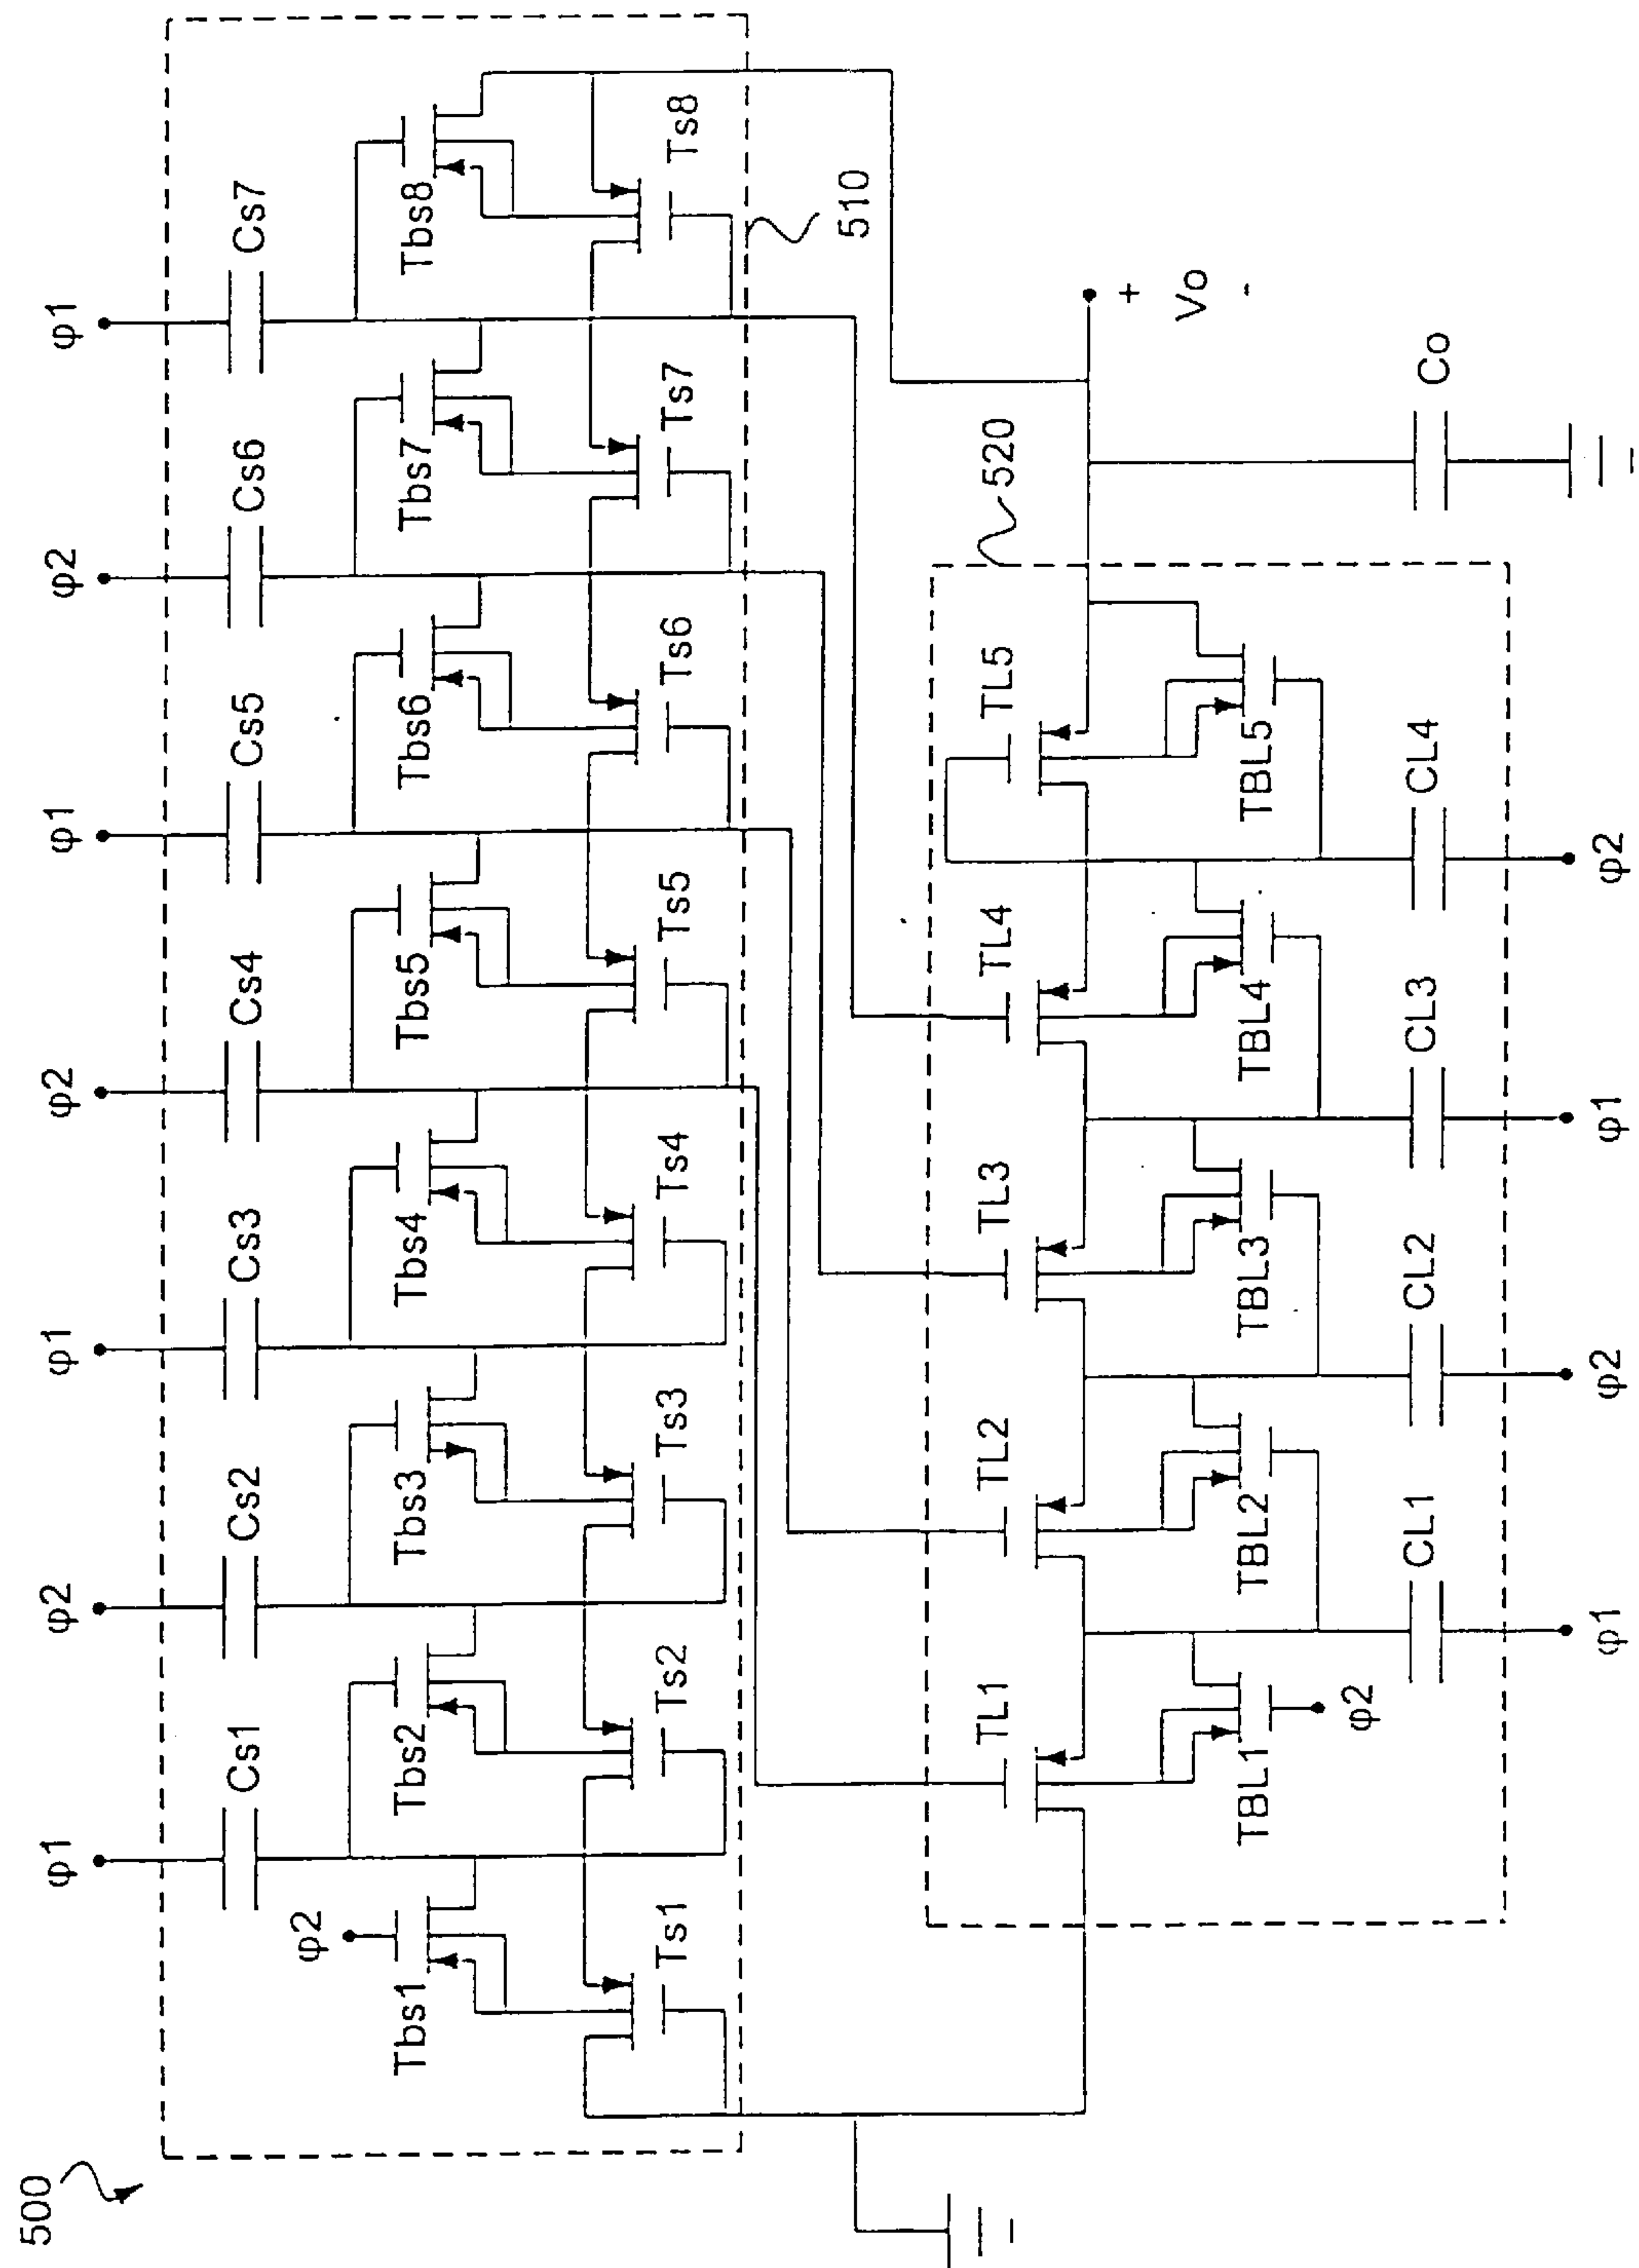 500
φ1 φ2 φ1 φ2 φ1 φ2 φ1
Cs1 Cs2 Cs3 Cs4 Cs5 Cs6 Cs7
φ2
Tbs1 Tbs2 Tbs3 Tbs4 Tbs5 Tbs6 Tbs7 Tbs8
Ts1 Ts2 Ts3 Ts4 Ts5 Ts6 Ts7 Ts8
510
520
TL1 TL2 TL3 TL4 TL5
+
Vo
-
TBL1 TBL2 TBL3 TBL4 TBL5
φ2
CL1 CL2 CL3 CL4 Co
φ1 φ2 φ1 φ2